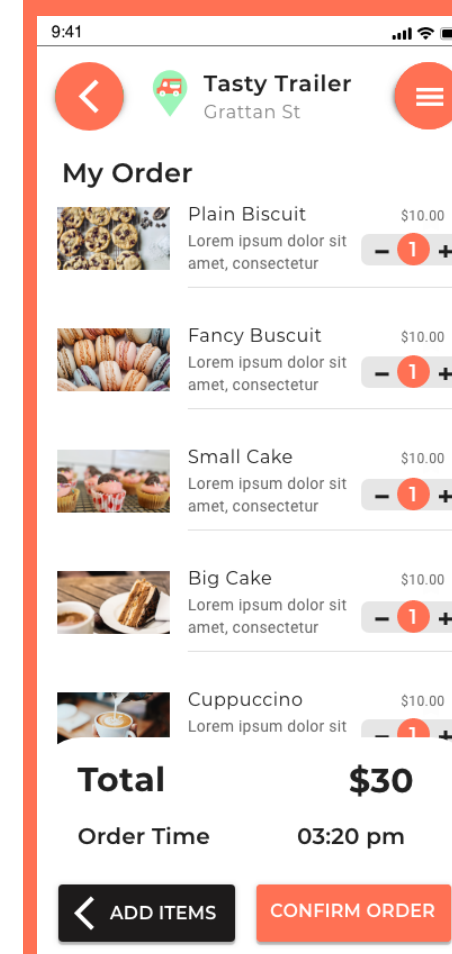 9:41
Tasty Trailer
Grattan St
My Order
Plain Biscuit $10.00
Lorem ipsum dolor sit
amet, consectetur
− 1 +
Fancy Buscuit $10.00
Lorem ipsum dolor sit
amet, consectetur
− 1 +
Small Cake $10.00
Lorem ipsum dolor sit
amet, consectetur
− 1 +
Big Cake $10.00
Lorem ipsum dolor sit
amet, consectetur
− 1 +
Cuppuccino $10.00
Lorem ipsum dolor sit
− 1 +
Total $30
Order Time 03:20 pm
ADD ITEMS CONFIRM ORDER